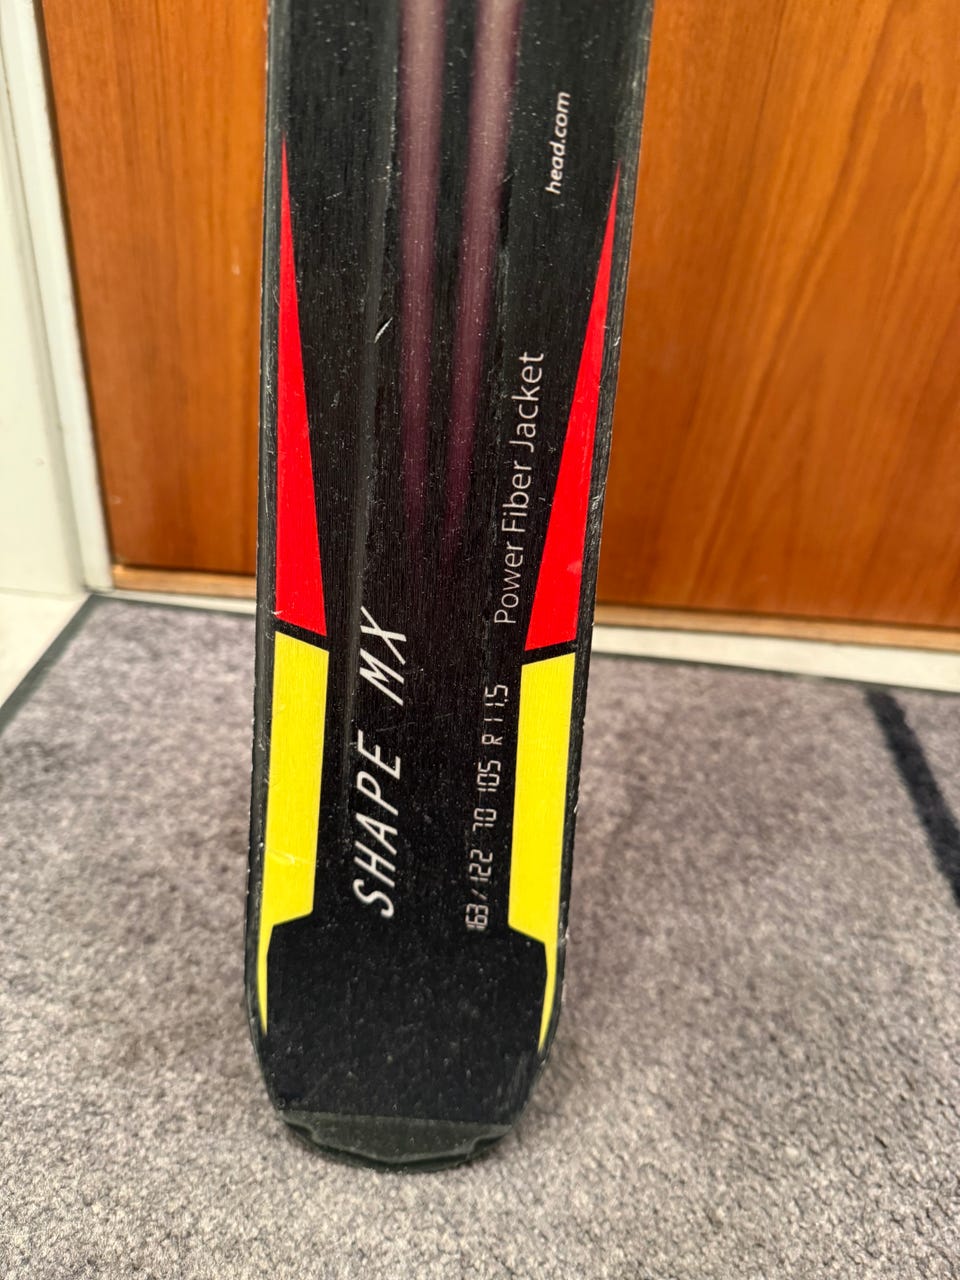 head.com
Power Fiber Jacket
SHAPE MX
163 / 122 70 105 R 11.5